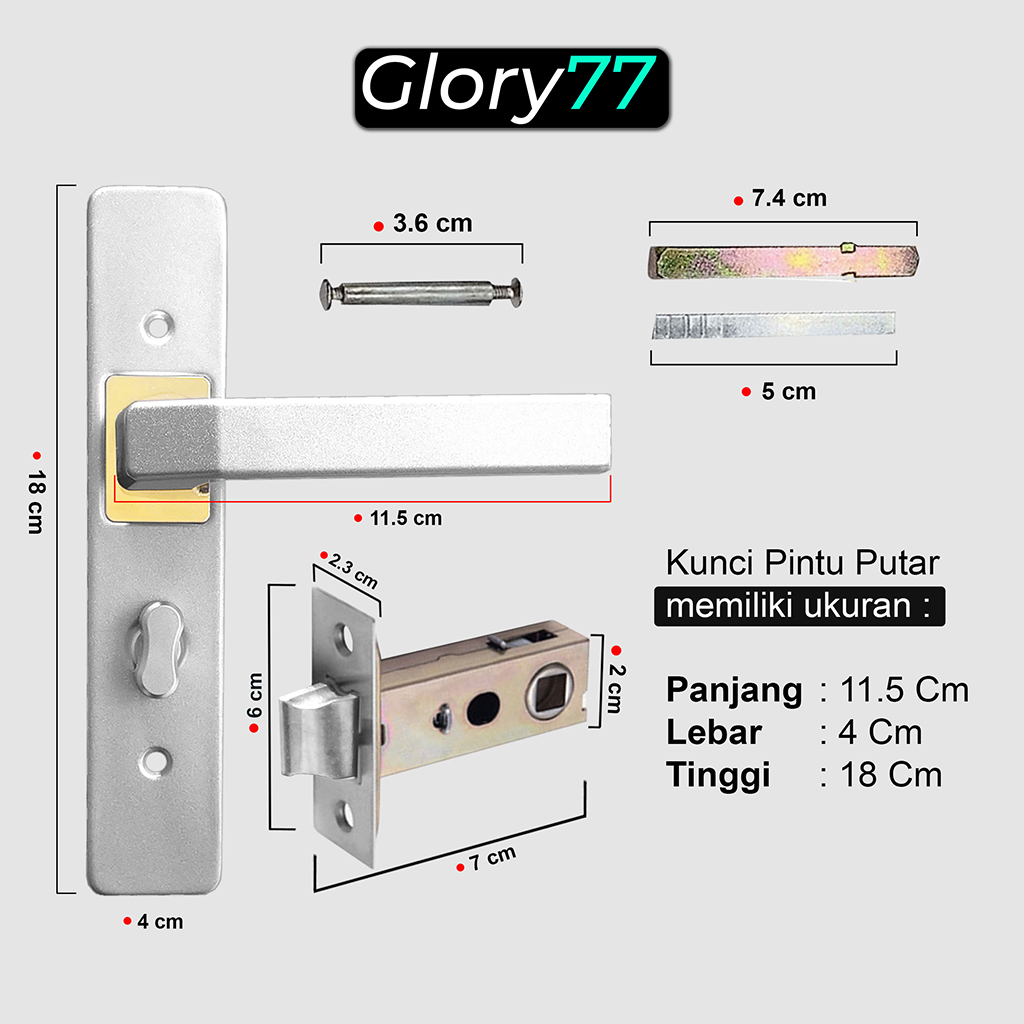 Glory77
3.6 cm
7.4 cm
5 cm
18 cm
11.5 cm
2.3 cm
6 cm
2 cm
7 cm
4 cm
Kunci Pintu Putar
memiliki ukuran :
Panjang : 11.5 Cm
Lebar : 4 Cm
Tinggi : 18 Cm